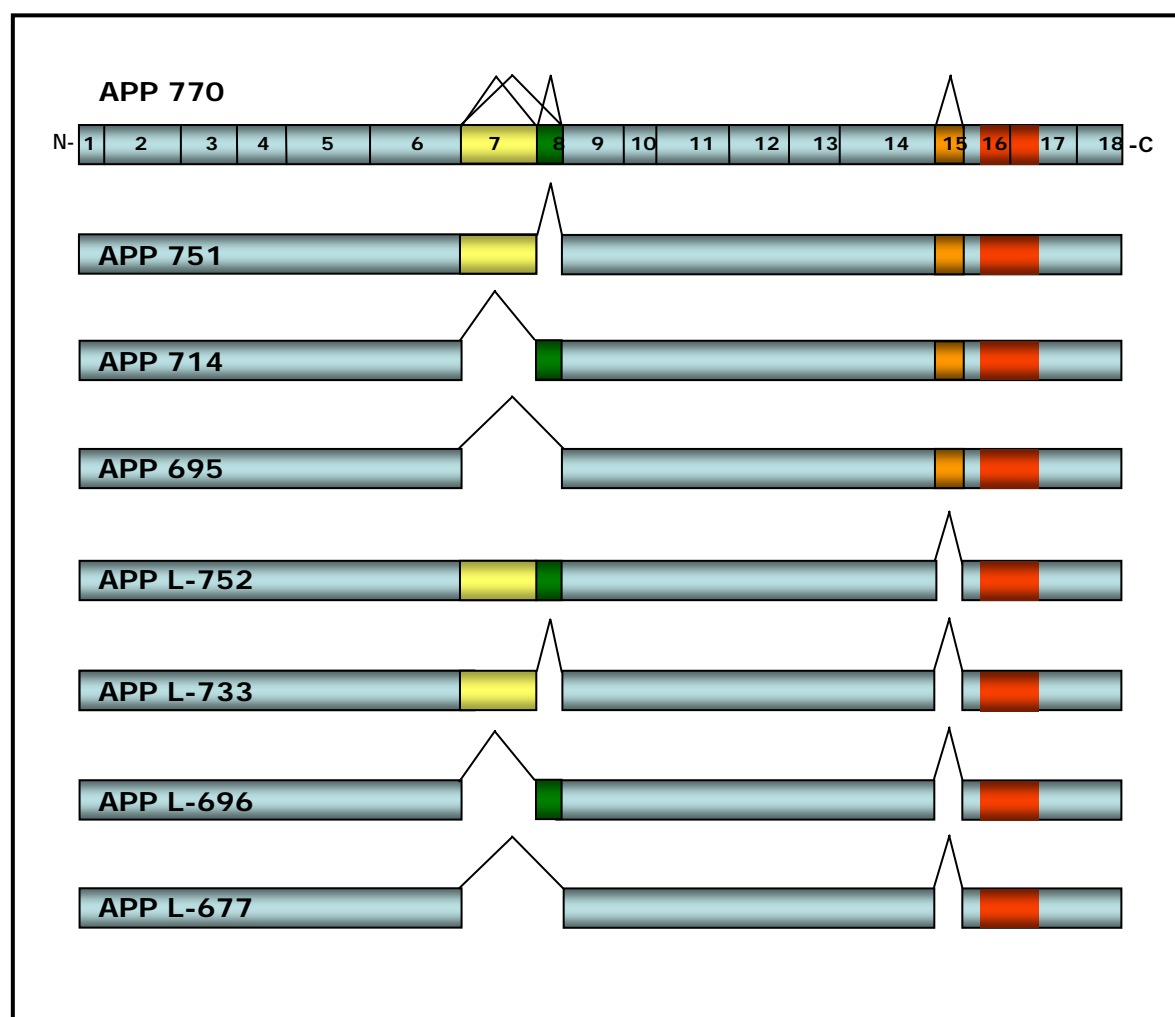 APP 770
N- 1 2 3 4 5 6 7 8 9 10 11 12 13 14 15 16 17 18 -C
APP 751
APP 714
APP 695
APP L-752
APP L-733
APP L-696
APP L-677